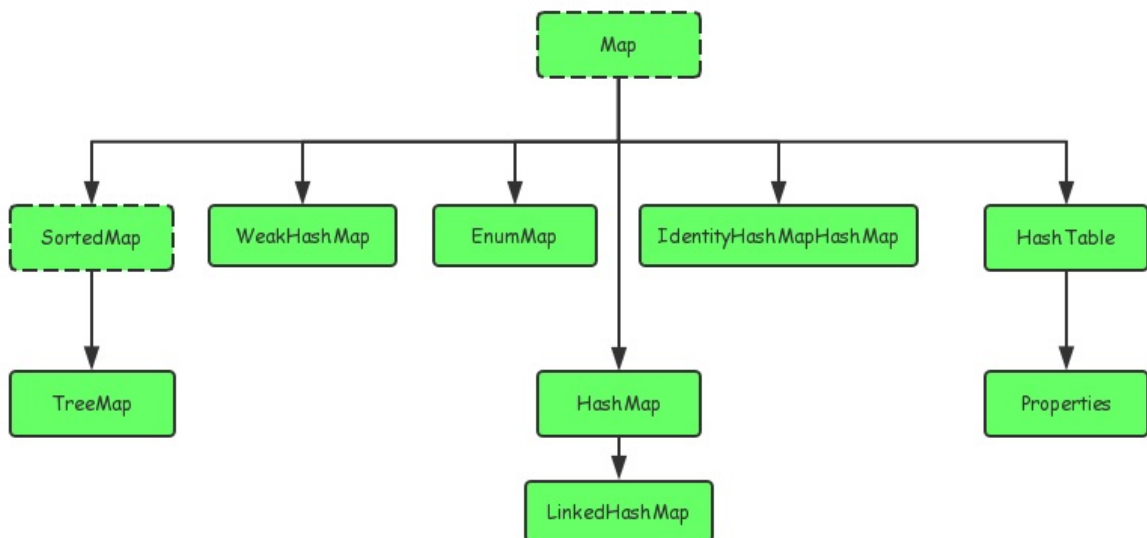 Map
SortedMap
WeakHashMap
EnumMap
IdentityHashMapHashMap
HashTable
TreeMap
HashMap
Properties
LinkedHashMap